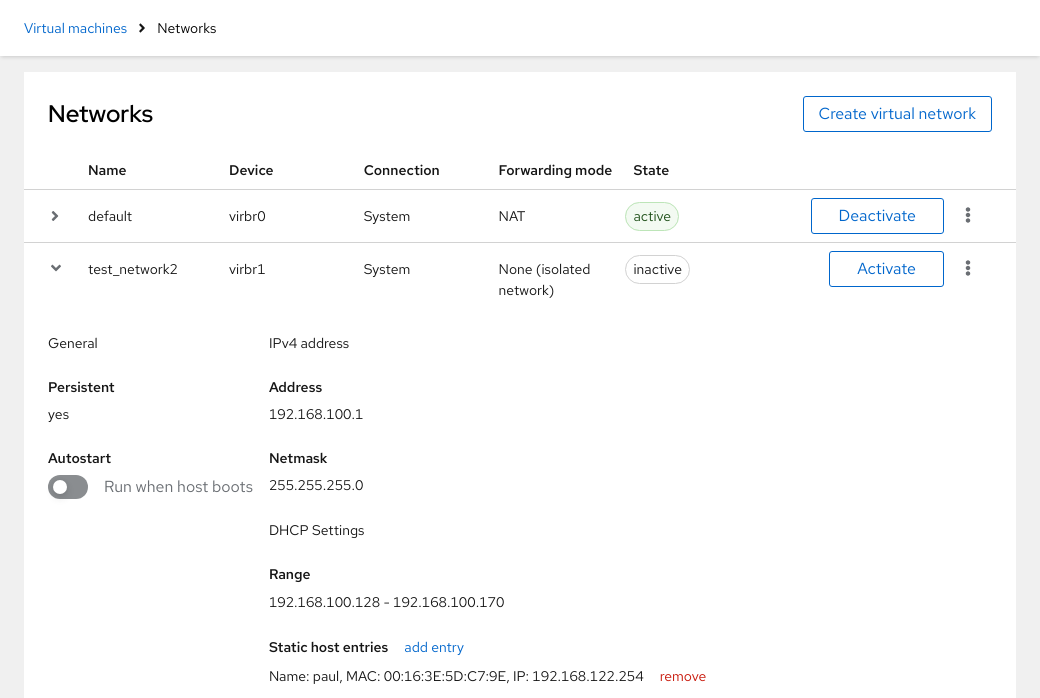 Virtual machines > Networks
Networks
Create virtual network
Name Device Connection Forwarding mode State
default virbr0 System NAT active Deactivate
test_network2 virbr1 System None (isolated inactive Activate
network)
General IPv4 address
Persistent Address
yes 192.168.100.1
Autostart Netmask
Run when host boots 255.255.255.0
DHCP Settings
Range
192.168.100.128 - 192.168.100.170
Static host entries add entry
Name: paul, MAC: 00:16:3E:5D:C7:9E, IP: 192.168.122.254 remove